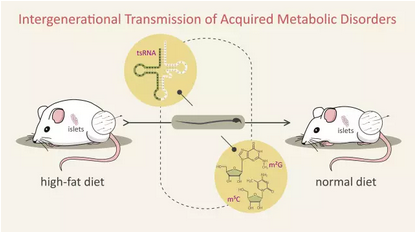 Intergenerational Transmission of Acquired Metabolic Disorders
tsRNA
islets
islets
m²G
m⁵C
high-fat diet
normal diet